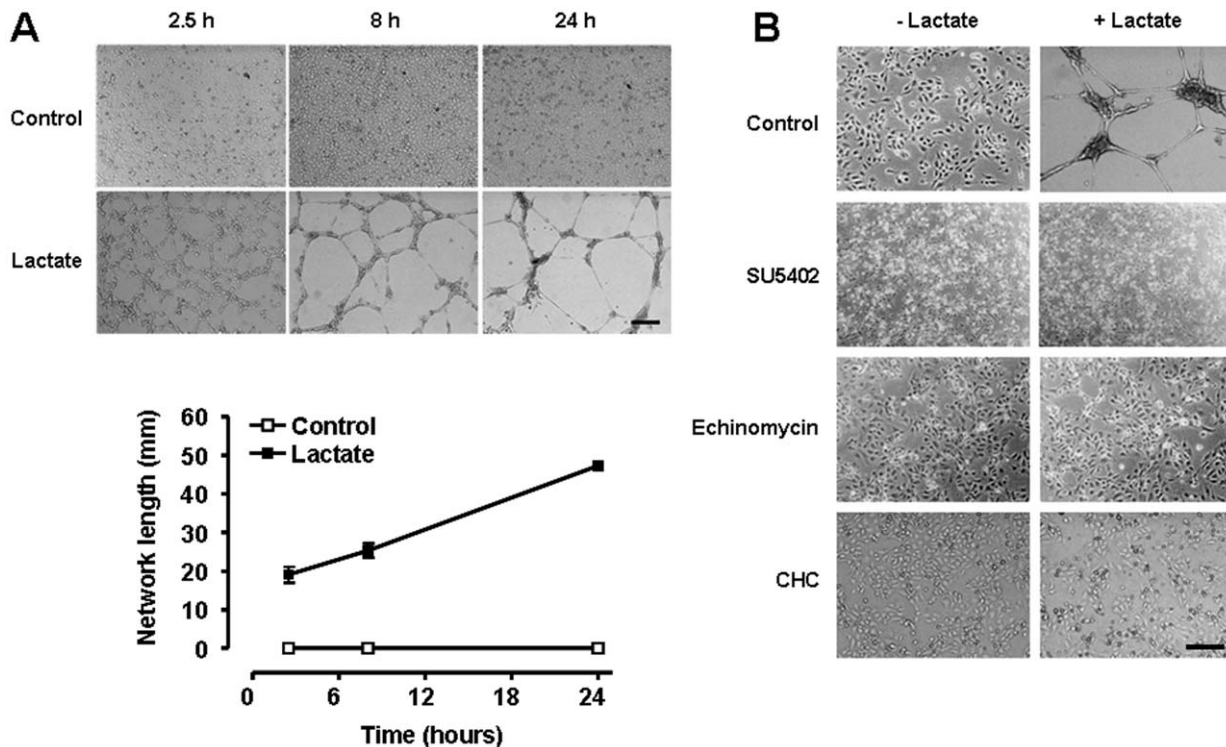 A
2.5 h 8 h 24 h
Control
Lactate
Network length (mm)
60
50
40
30
20
10
0
Control
Lactate
0 6 12 18 24
Time (hours)
B
- Lactate + Lactate
Control
SU5402
Echinomycin
CHC